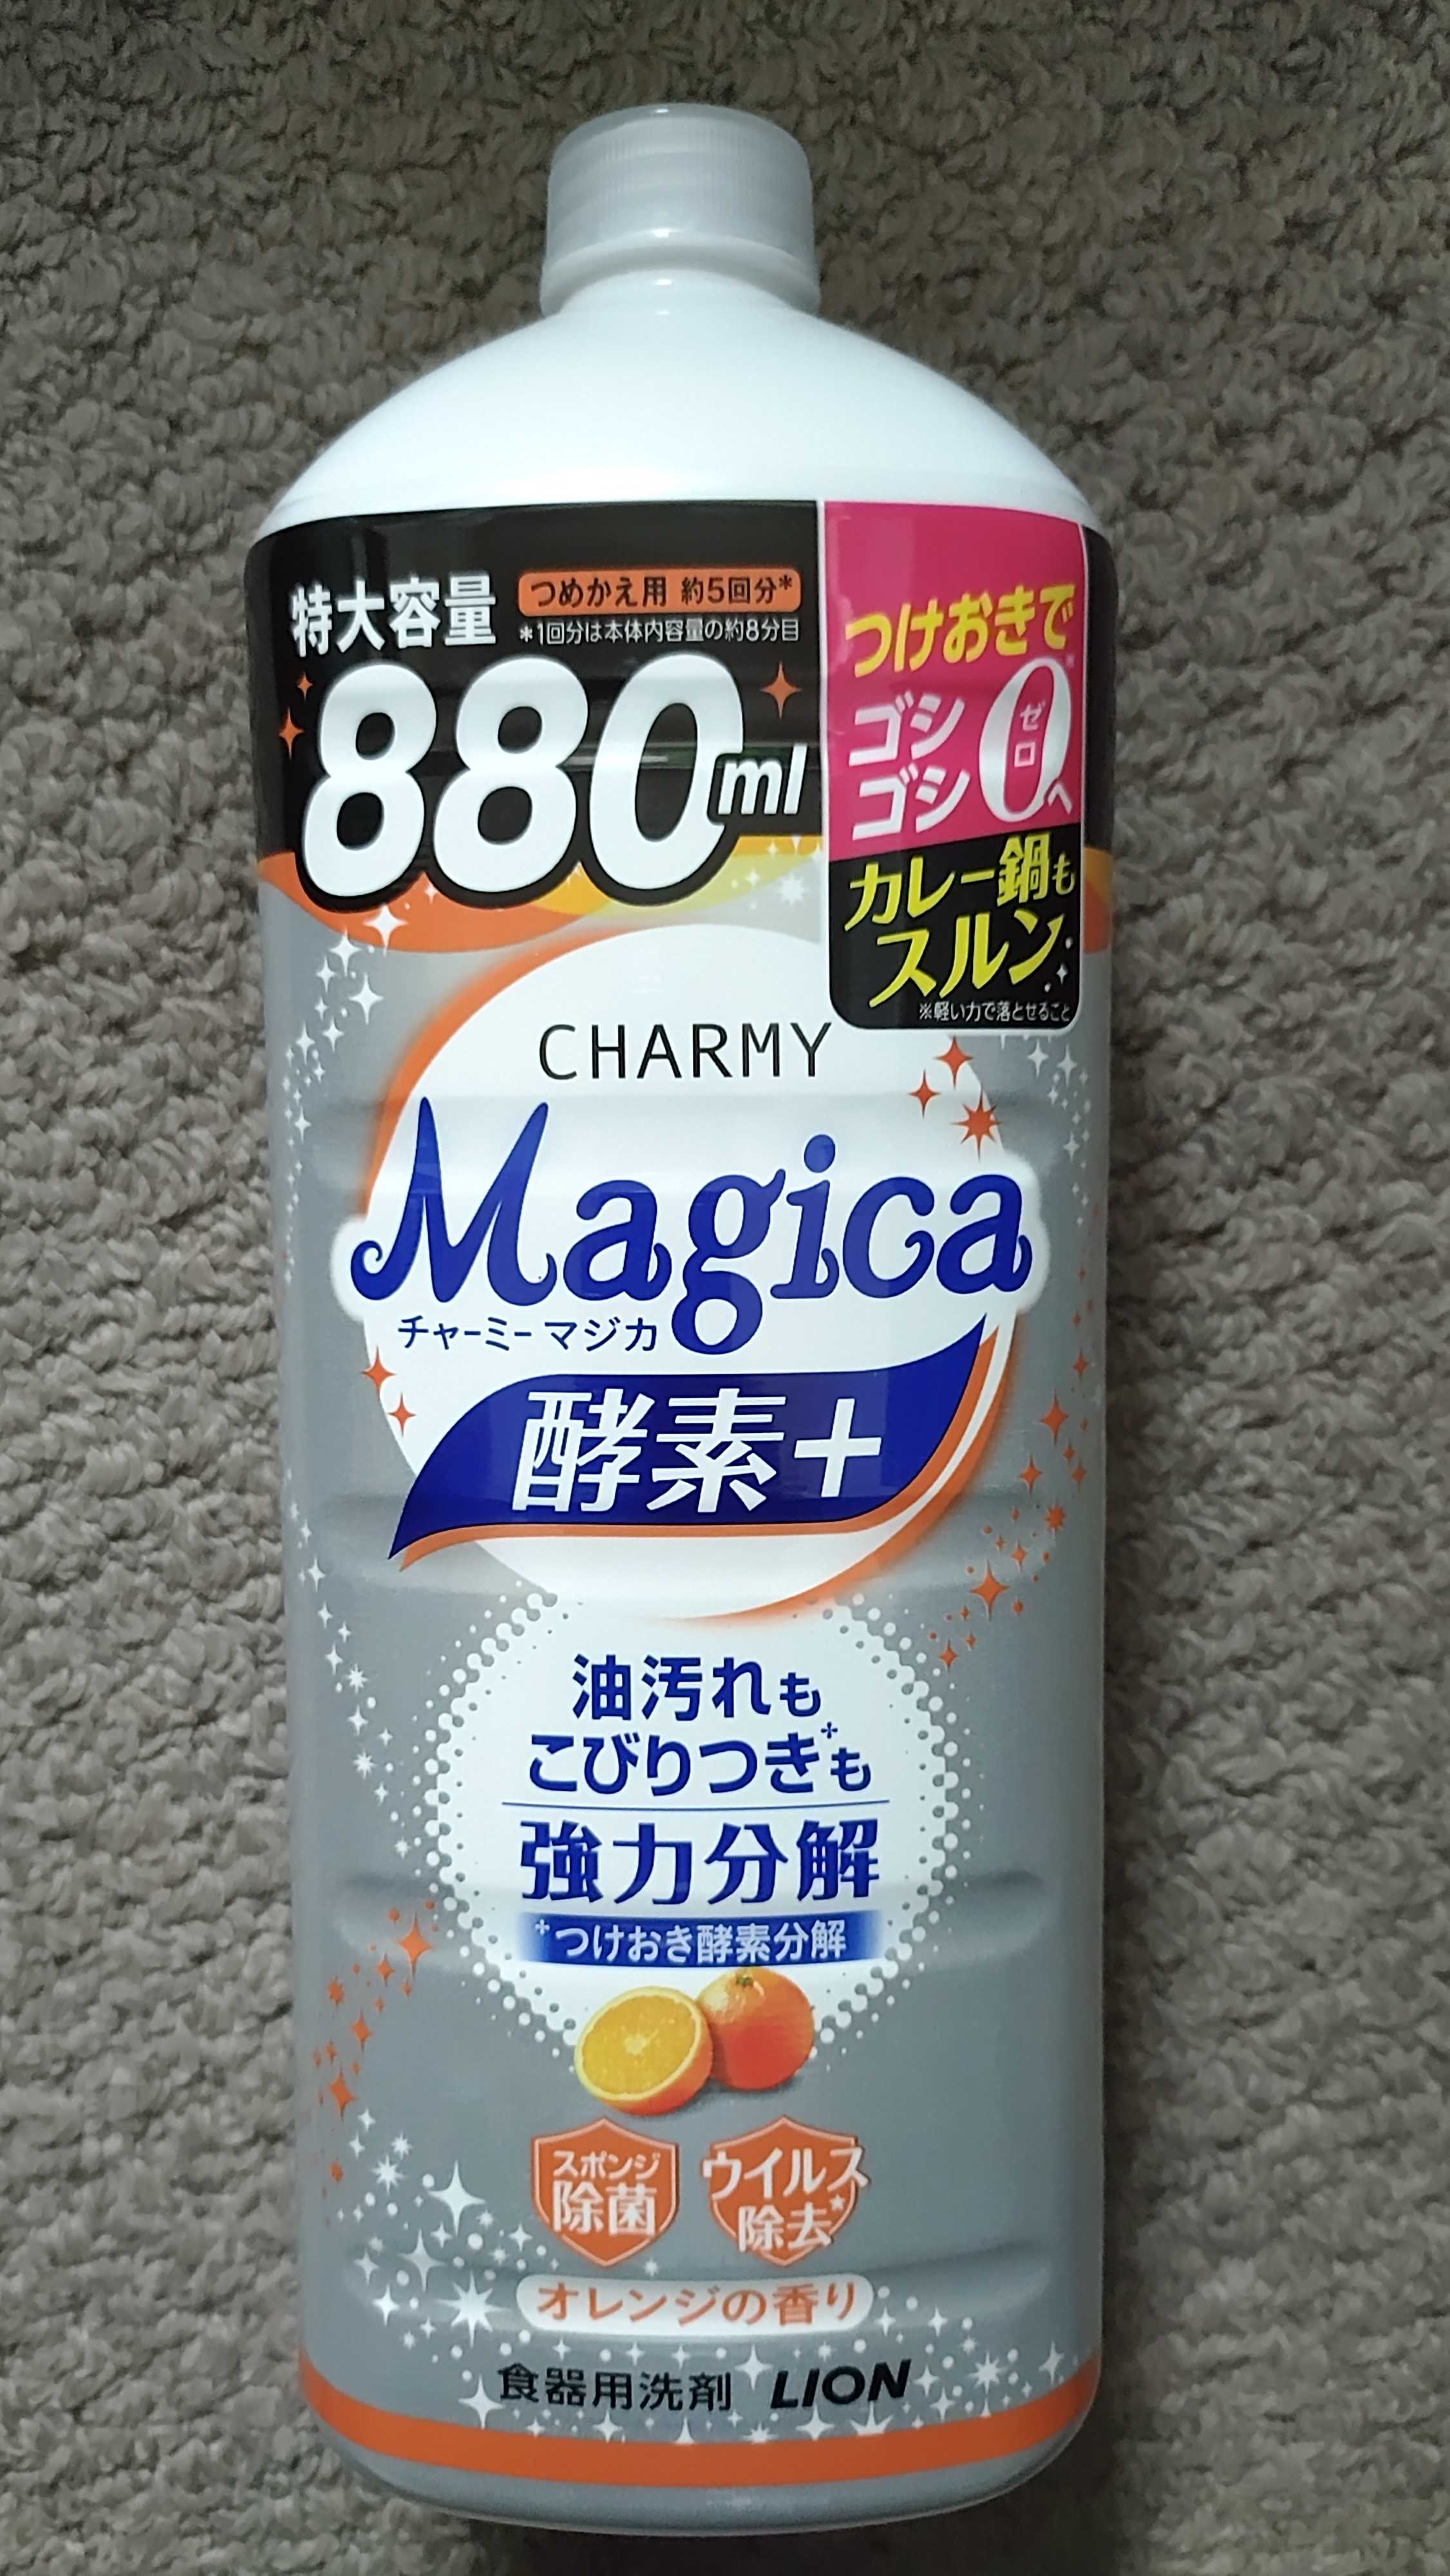 特大容量
つめかえ用 約5回分*
*1回分は本体内容量の約8分目
880ml
つけおきで
ゴシ
ゴシ
0※
ゼロ
へ
カレー鍋も
スルン
※軽い力で落とせること
CHARMY
Magica
チャーミー マジカ
酵素+
油汚れも
こびりつき✢も
強力分解
✢つけおき酵素分解
スポンジ
除菌
ウイルス
除去★
オレンジの香り
食器用洗剤 LION